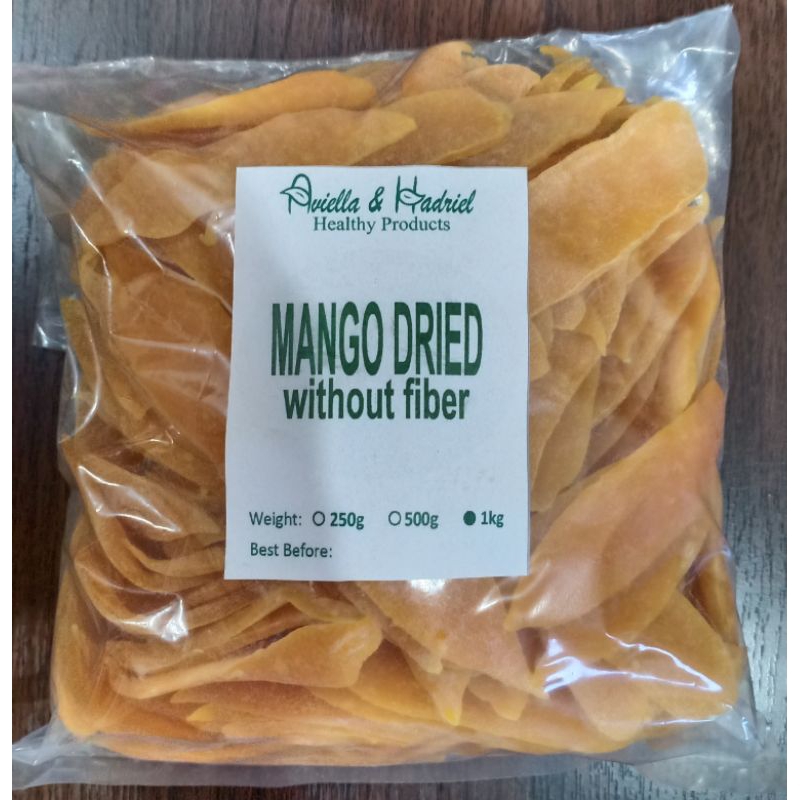 Aviella & Hadriel
Healthy Products
MANGO DRIED
without fiber
Weight: ○ 250g ○ 500g ● 1kg
Best Before: